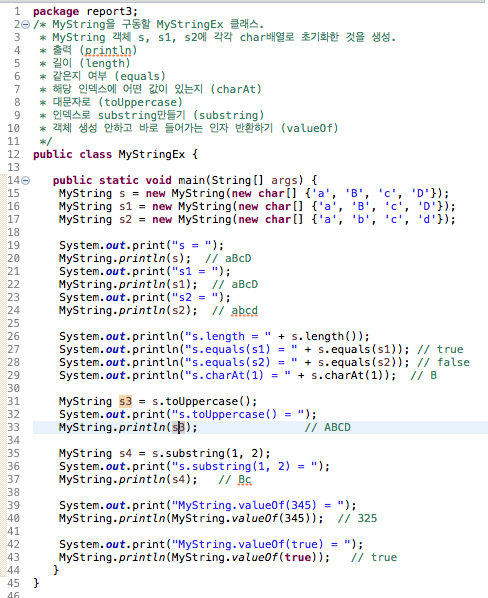 1 package report3;
2 /* MyString을 구동할 MyStringEx 클래스.
3 * MyString 객체 s, s1, s2에 각각 char배열로 초기화한 것을 생성.
4 * 출력 (println)
5 * 길이 (length)
6 * 같은지 여부 (equals)
7 * 해당 인덱스에 어떤 값이 있는지 (charAt)
8 * 대문자로 (toUppercase)
9 * 인덱스로 substring만들기 (substring)
10 * 객체 생성 안하고 바로 들어가는 인자 반환하기 (valueOf)
11 */
12 public class MyStringEx {
13
14 public static void main(String[] args) {
15 MyString s = new MyString(new char[] {'a', 'B', 'c', 'D'});
16 MyString s1 = new MyString(new char[] {'a', 'B', 'c', 'D'});
17 MyString s2 = new MyString(new char[] {'a', 'b', 'c', 'd'});
18
19 System.out.print("s = ");
20 MyString.println(s); // aBcD
21 System.out.print("s1 = ");
22 MyString.println(s1); // aBcD
23 System.out.print("s2 = ");
24 MyString.println(s2); // abcd
25
26 System.out.println("s.length = " + s.length());
27 System.out.println("s.equals(s1) = " + s.equals(s1)); // true
28 System.out.println("s.equals(s2) = " + s.equals(s2)); // false
29 System.out.println("s.charAt(1) = " + s.charAt(1)); // B
30
31 MyString s3 = s.toUppercase();
32 System.out.print("s.toUppercase() = ");
33 MyString.println(s3); // ABCD
34
35 MyString s4 = s.substring(1, 2);
36 System.out.print("s.substring(1, 2) = ");
37 MyString.println(s4); // Bc
38
39 System.out.print("MyString.valueOf(345) = ");
40 MyString.println(MyString.valueOf(345)); // 325
41
42 System.out.print("MyString.valueOf(true) = ");
43 MyString.println(MyString.valueOf(true)); // true
44 }
45 }
46